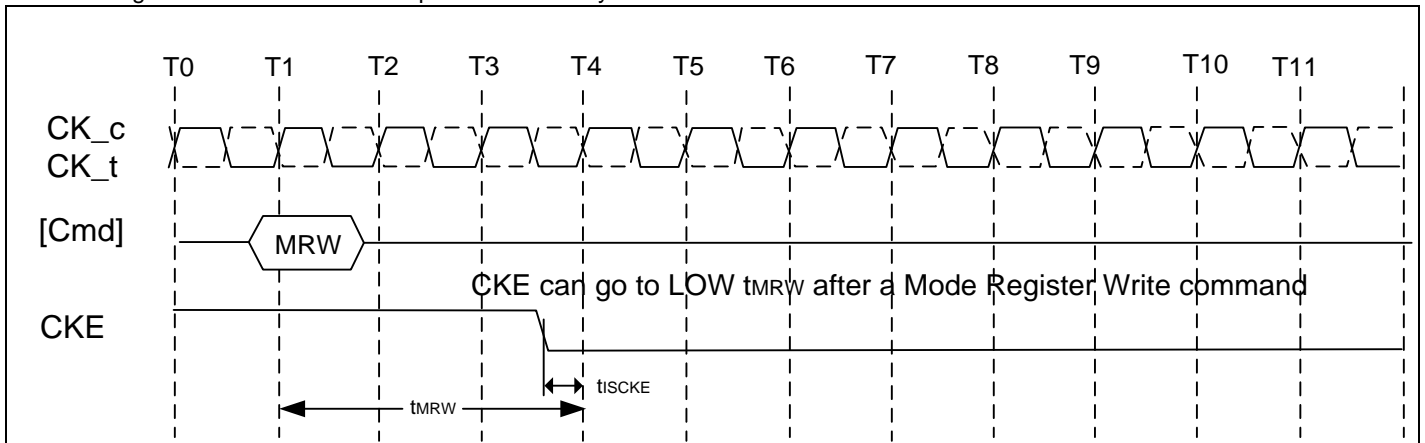 T0 T1 T2 T3 T4 T5 T6 T7 T8 T9 T10 T11
CK_c
CK_t
[Cmd]
MRW
CKE can go to LOW tMRW after a Mode Register Write command
CKE
tISCKE
tMRW